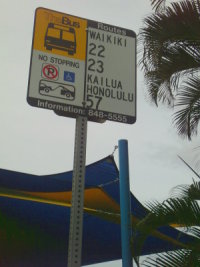 TheBus
Routes
WAIKIKI
22
23
NO STOPPING
KAILUA
HONOLULU
57
Information: 848-5555